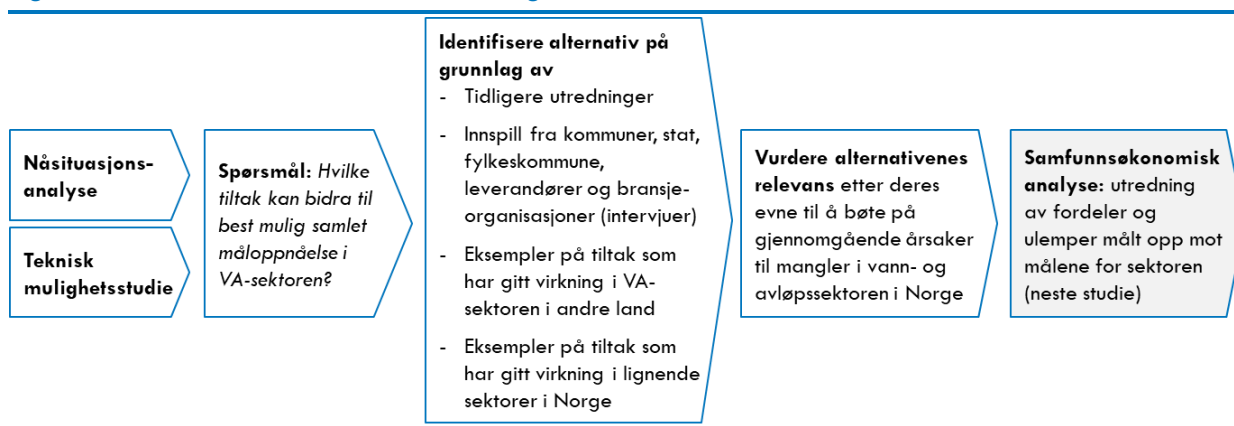 Nåsituasjons-
analyse
Teknisk
mulighetsstudie
Spørsmål: Hvilke
tiltak kan bidra til
best mulig samlet
måloppnåelse i
VA-sektoren?
Identifisere alternativ på
grunnlag av
- Tidligere utredninger
- Innspill fra kommuner, stat,
fylkeskommune,
leverandører og bransje-
organisasjoner (intervjuer)
- Eksempler på tiltak som
har gitt virkning i VA-
sektoren i andre land
- Eksempler på tiltak som
har gitt virkning i lignende
sektorer i Norge
Vurdere alternativenes
relevans etter deres
evne til å bøte på
gjennomgående årsaker
til mangler i vann- og
avløpssektoren i Norge
Samfunnsøkonomisk
analyse: utredning
av fordeler og
ulemper målt opp mot
målene for sektoren
(neste studie)